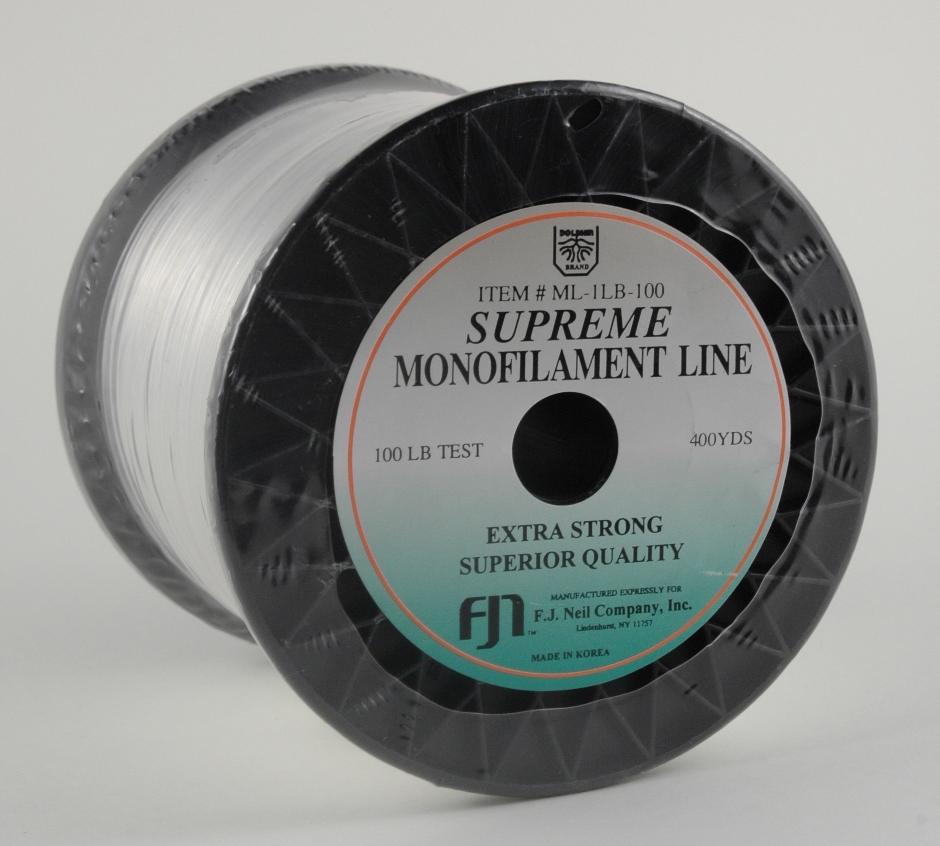 DOLPHIN
BRAND
ITEM # ML-1LB-100
SUPREME
MONOFILAMENT LINE
100 LB TEST
400YDS
EXTRA STRONG
SUPERIOR QUALITY
FJN™
MANUFACTURED EXPRESSLY FOR
F.J. Neil Company, Inc.
Lindenhurst, NY 11757
MADE IN KOREA